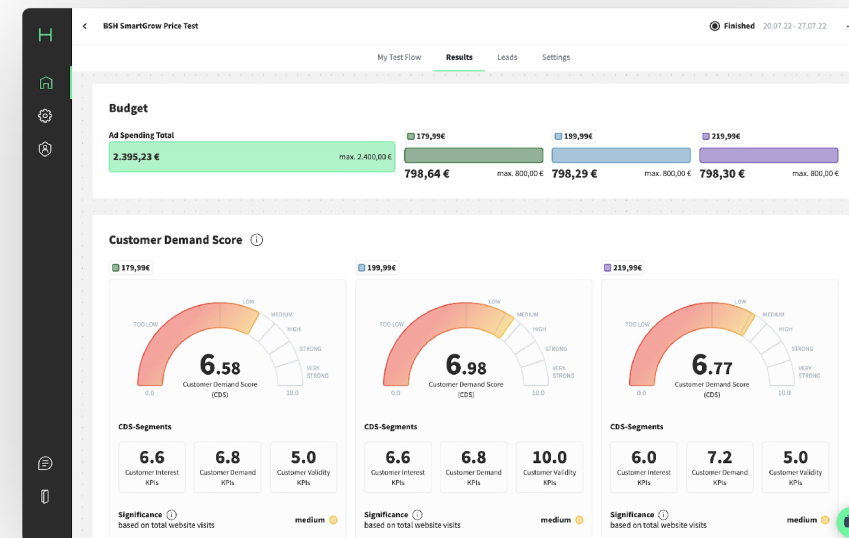 BSH SmartGrow Price Test
Finished 20.07.22 - 27.07.22
My Test Flow Results Leads Settings
Budget
Ad Spending Total
2.395,23 € max. 2.400,00 €
179,99€
798,64 € max. 800,00 €
199,99€
798,29 € max. 800,00 €
219,99€
798,30 € max. 800,00 €
Customer Demand Score
179,99€
TOO LOW
LOW
MEDIUM
HIGH
STRONG
VERY
STRONG
6.58
Customer Demand Score
(CDS)
0.0 10.0
CDS-Segments
6.6
Customer Interest
KPIs
6.8
Customer Demand
KPIs
5.0
Customer Validity
KPIs
Significance
based on total website visits
medium
199,99€
TOO LOW
LOW
MEDIUM
HIGH
STRONG
VERY
STRONG
6.98
Customer Demand Score
(CDS)
0.0 10.0
CDS-Segments
6.6
Customer Interest
KPIs
6.8
Customer Demand
KPIs
10.0
Customer Validity
KPIs
Significance
based on total website visits
medium
219,99€
TOO LOW
LOW
MEDIUM
HIGH
STRONG
VERY
STRONG
6.77
Customer Demand Score
(CDS)
0.0 10.0
CDS-Segments
6.0
Customer Interest
KPIs
7.2
Customer Demand
KPIs
5.0
Customer Validity
KPIs
Significance
based on total website visits
medium